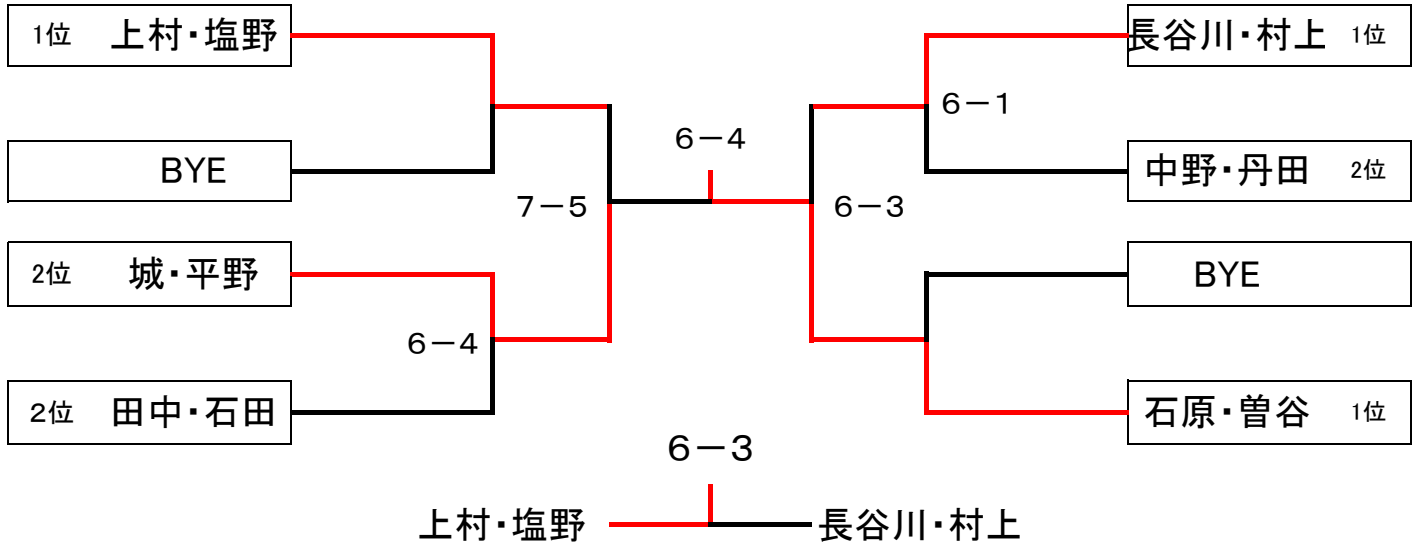 1位 上村・塩野
長谷川・村上 1位
6－1
6－4
BYE
中野・丹田 2位
7－5
6－3
2位 城・平野
BYE
6－4
2位 田中・石田
石原・曽谷 1位
6－3
上村・塩野
長谷川・村上